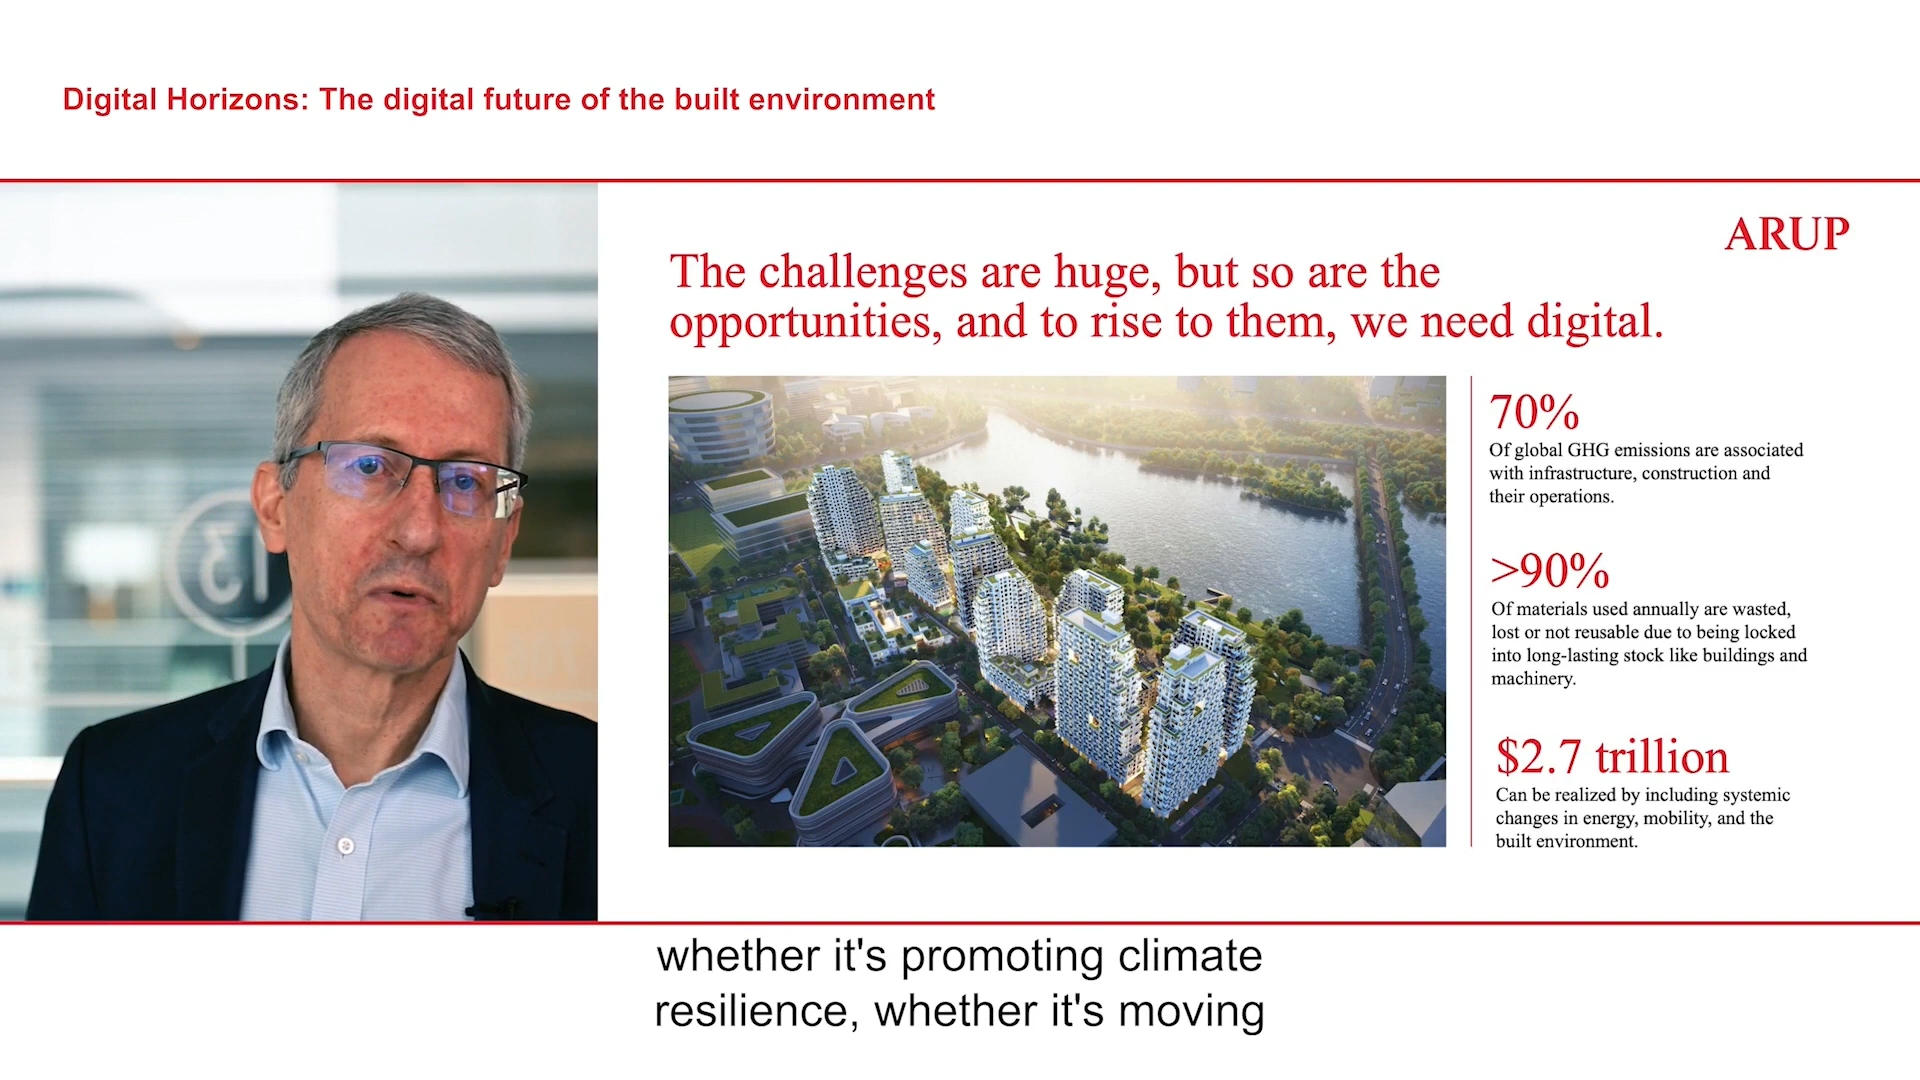 Digital Horizons: The digital future of the built environment
ARUP
The challenges are huge, but so are the
opportunities, and to rise to them, we need digital.
70%
Of global GHG emissions are associated
with infrastructure, construction and
their operations.
>90%
Of materials used annually are wasted,
lost or not reusable due to being locked
into long-lasting stock like buildings and
machinery.
$2.7 trillion
Can be realized by including systemic
changes in energy, mobility, and the
built environment.
whether it's promoting climate
resilience, whether it's moving